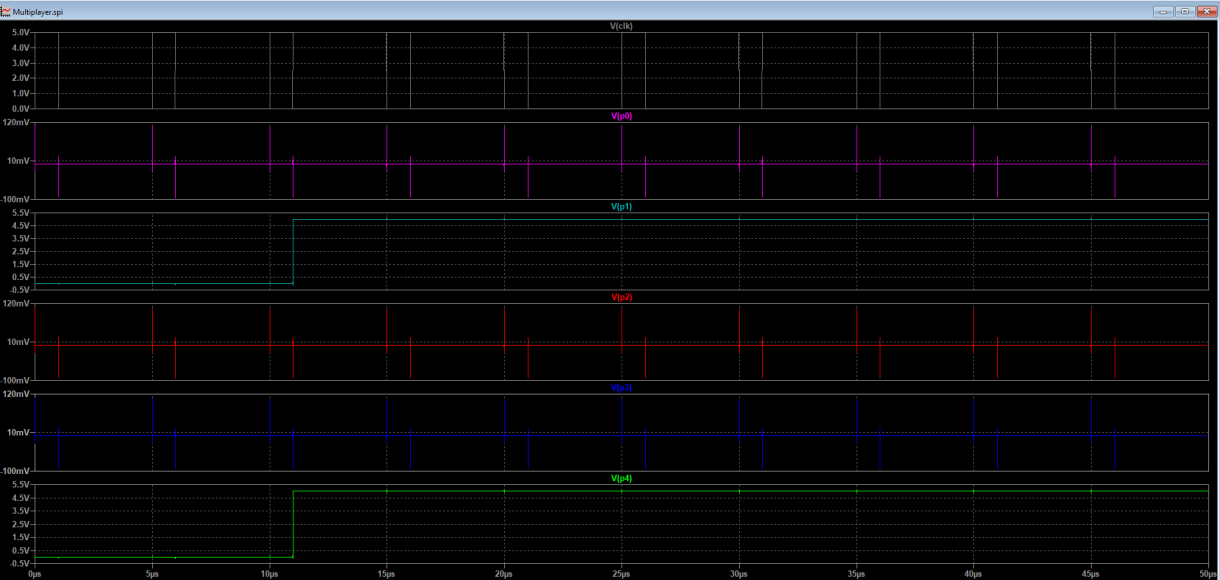 Multiplayer.spi
V(clk)
5.0V
4.0V
3.0V
2.0V
1.0V
0.0V
V(p0)
120mV
10mV
-100mV
V(p1)
5.5V
4.5V
3.5V
2.5V
1.5V
0.5V
-0.5V
V(p2)
120mV
10mV
-100mV
120mV
10mV
-100mV
V(p4)
5.5V
4.5V
3.5V
2.5V
1.5V
0.5V
-0.5V
0µs 5µs 10µs 15µs 20µs 25µs 30µs 35µs 40µs 45µs 50µs